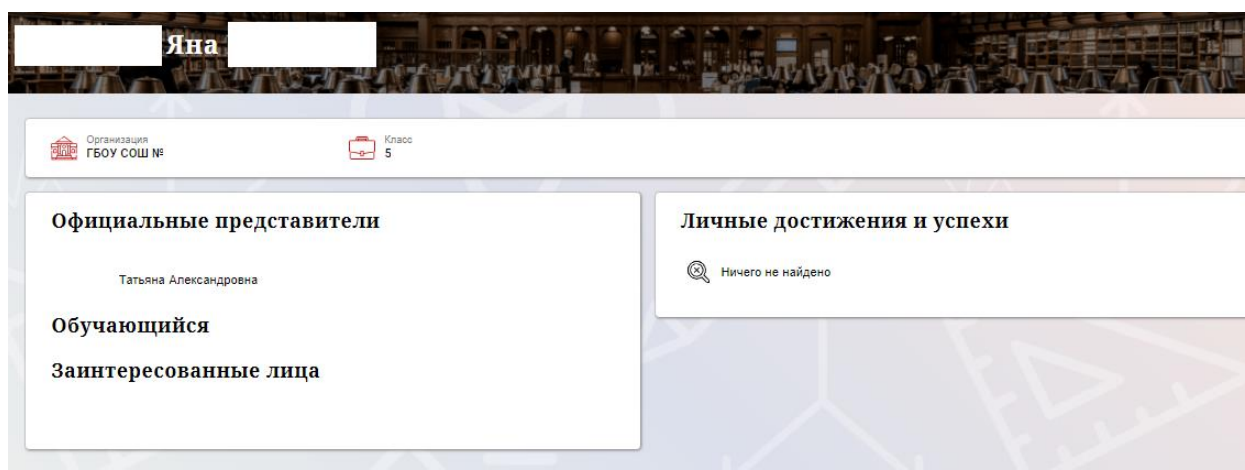 Яна
Организация
ГБОУ СОШ №
Класс
5
Официальные представители
Татьяна Александровна
Обучающийся
Заинтересованные лица
Личные достижения и успехи
Ничего не найдено